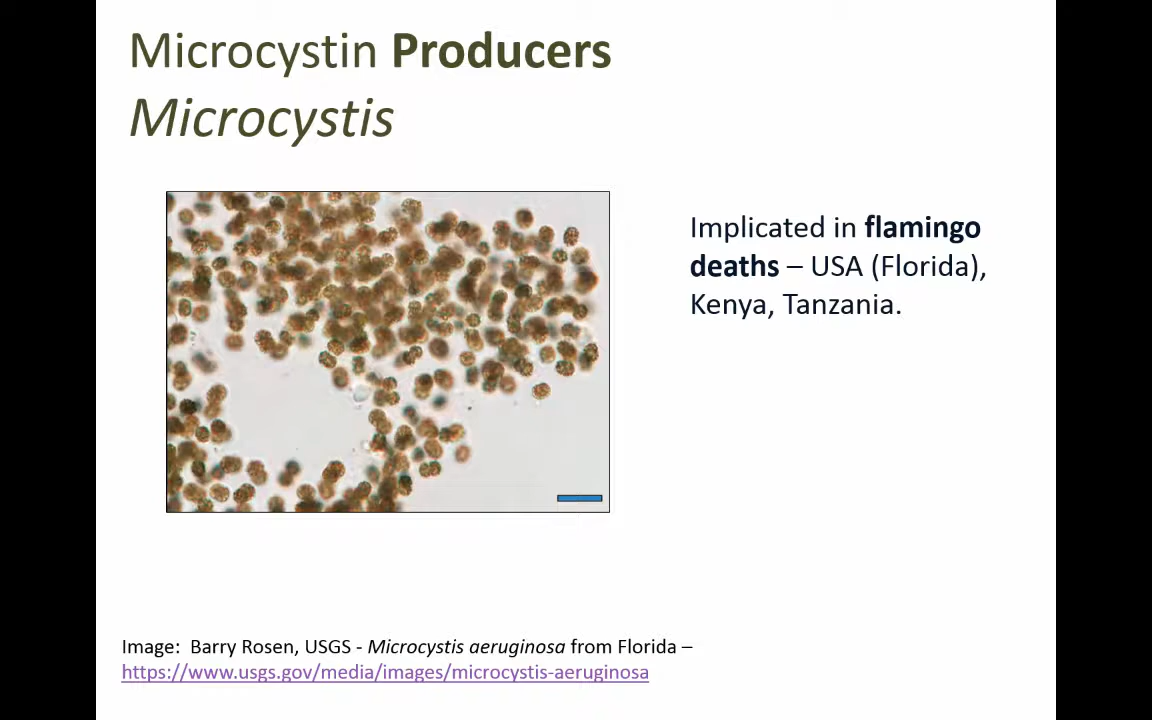 Microcystin Producers
Microcystis
Implicated in flamingo
deaths – USA (Florida),
Kenya, Tanzania.
Image:  Barry Rosen, USGS - Microcystis aeruginosa from Florida –
https://www.usgs.gov/media/images/microcystis-aeruginosa